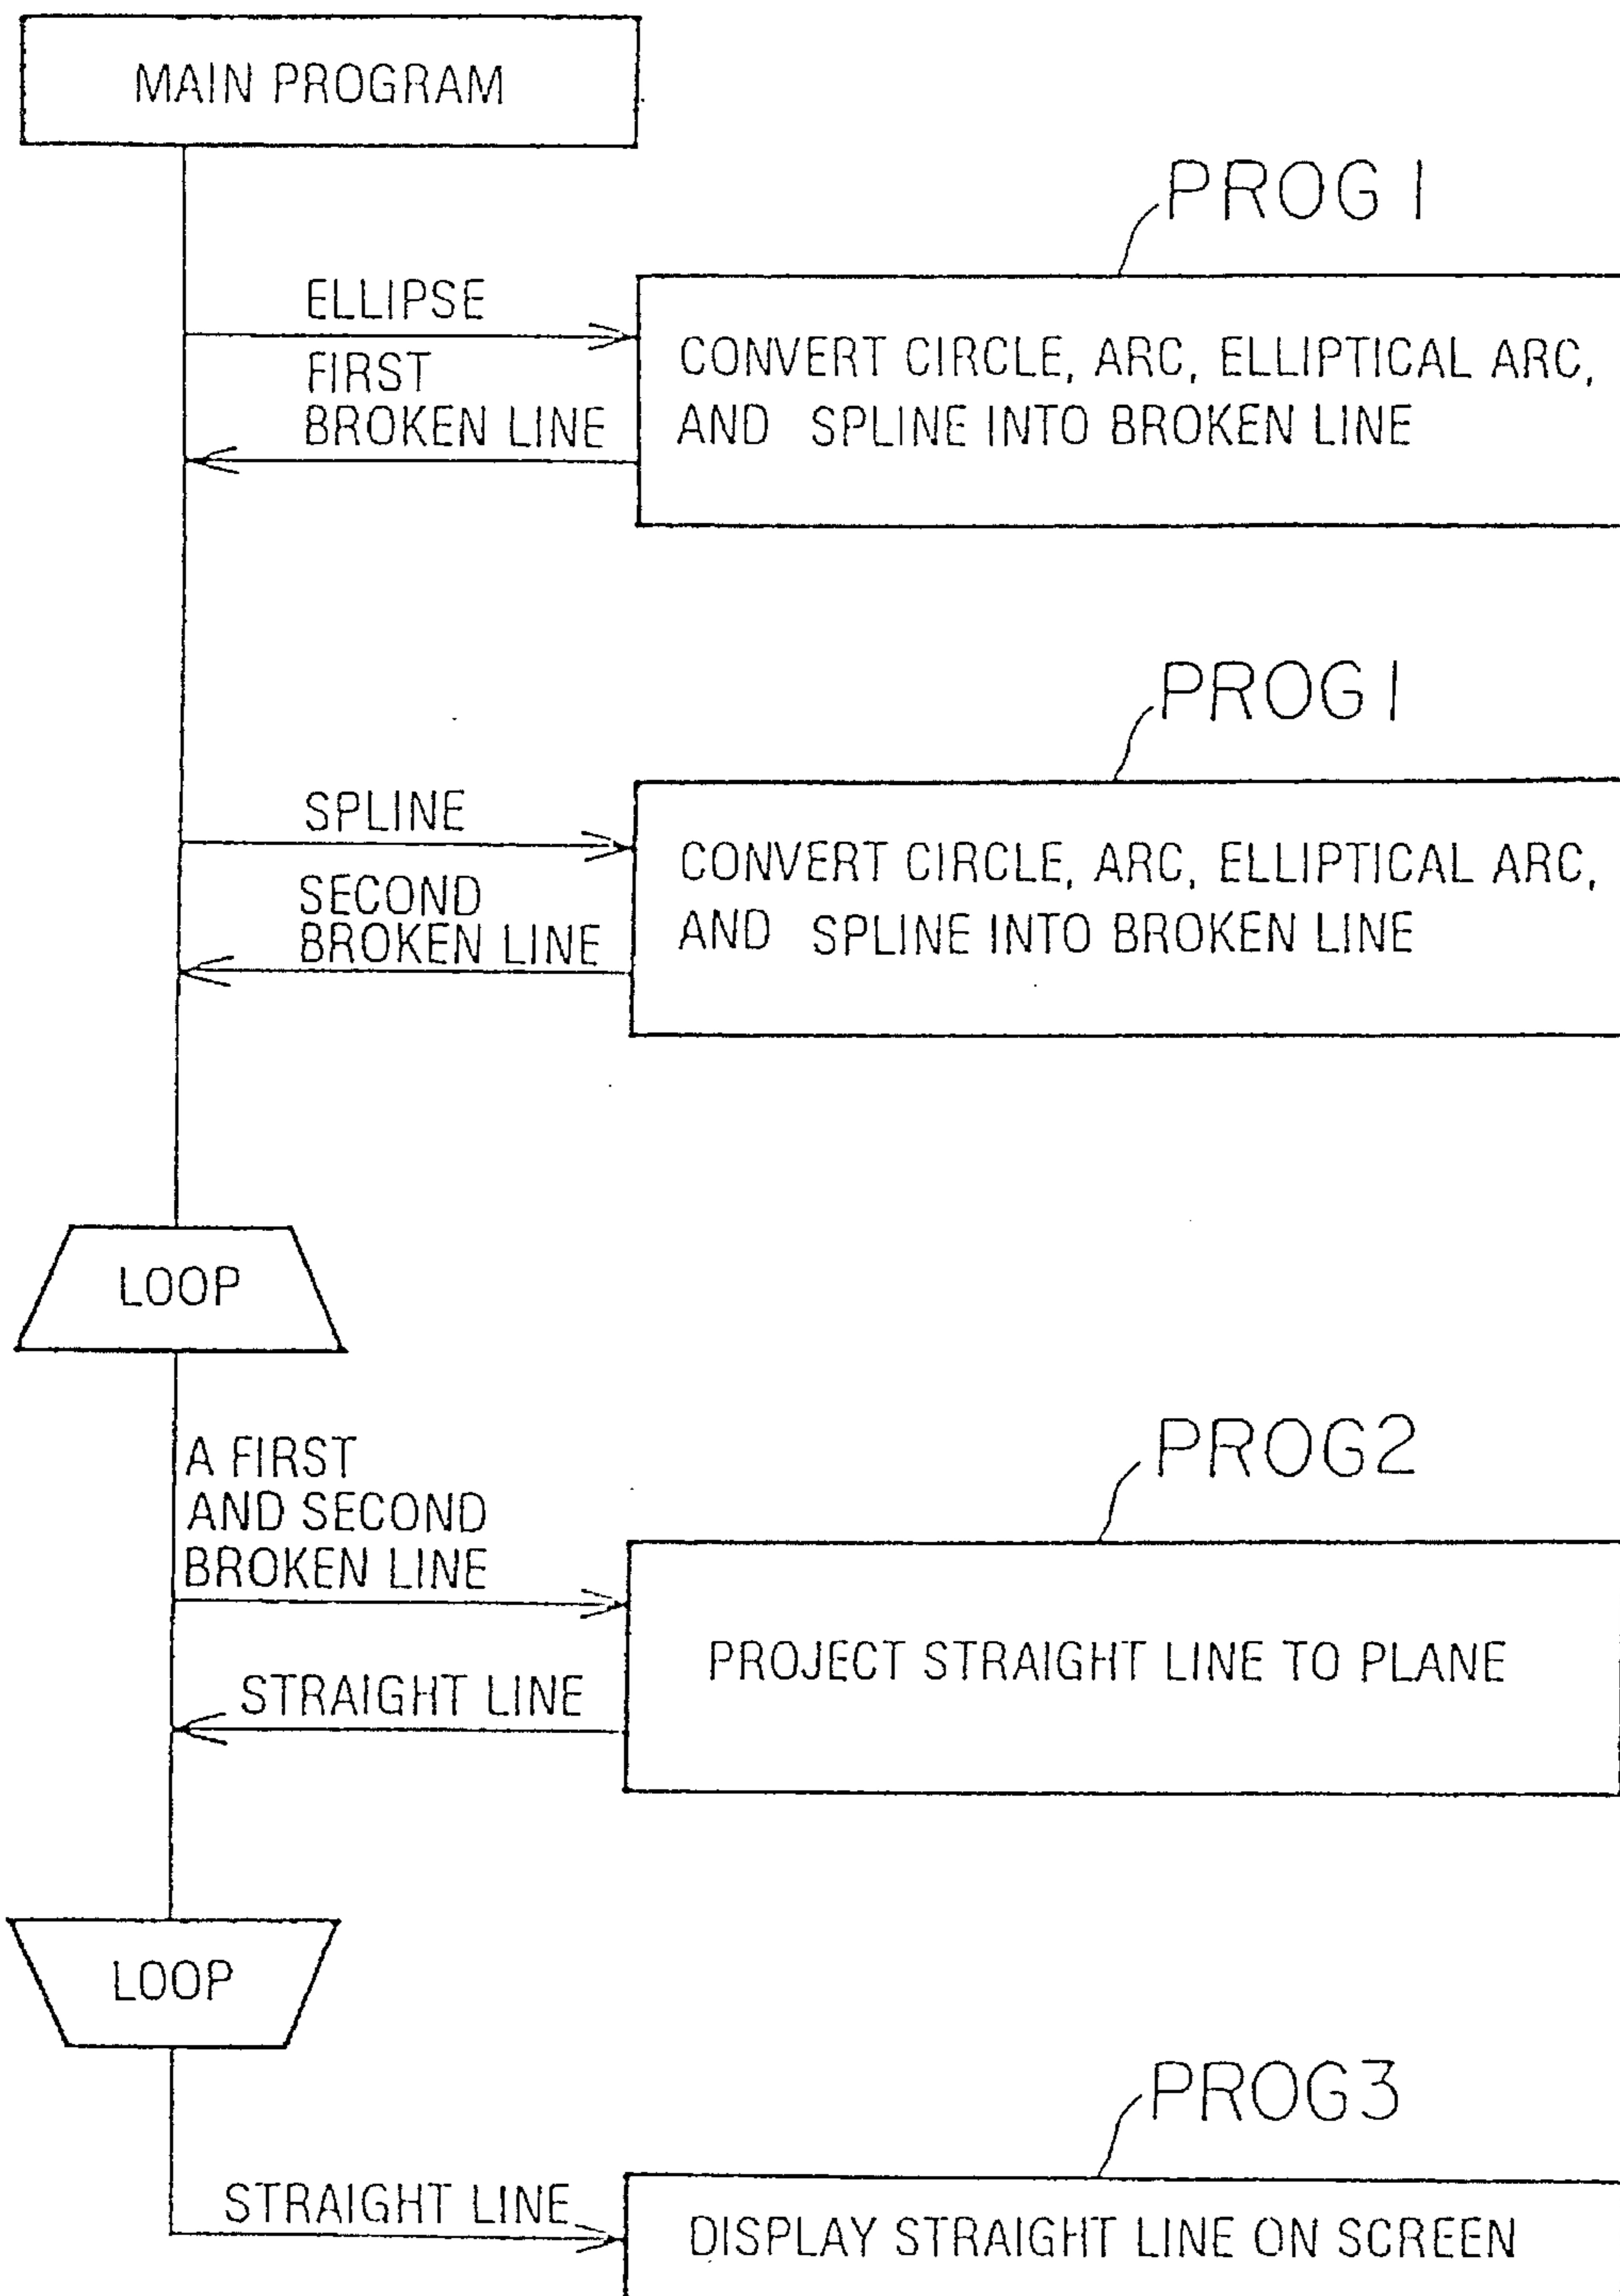 MAIN PROGRAM
PROG 1
ELLIPSE
FIRST
BROKEN LINE
CONVERT CIRCLE, ARC, ELLIPTICAL ARC,
AND SPLINE INTO BROKEN LINE
PROG 1
SPLINE
SECOND
BROKEN LINE
CONVERT CIRCLE, ARC, ELLIPTICAL ARC,
AND SPLINE INTO BROKEN LINE
LOOP
A FIRST
AND SECOND
BROKEN LINE
PROG2
STRAIGHT LINE
PROJECT STRAIGHT LINE TO PLANE
LOOP
PROG3
STRAIGHT LINE
DISPLAY STRAIGHT LINE ON SCREEN